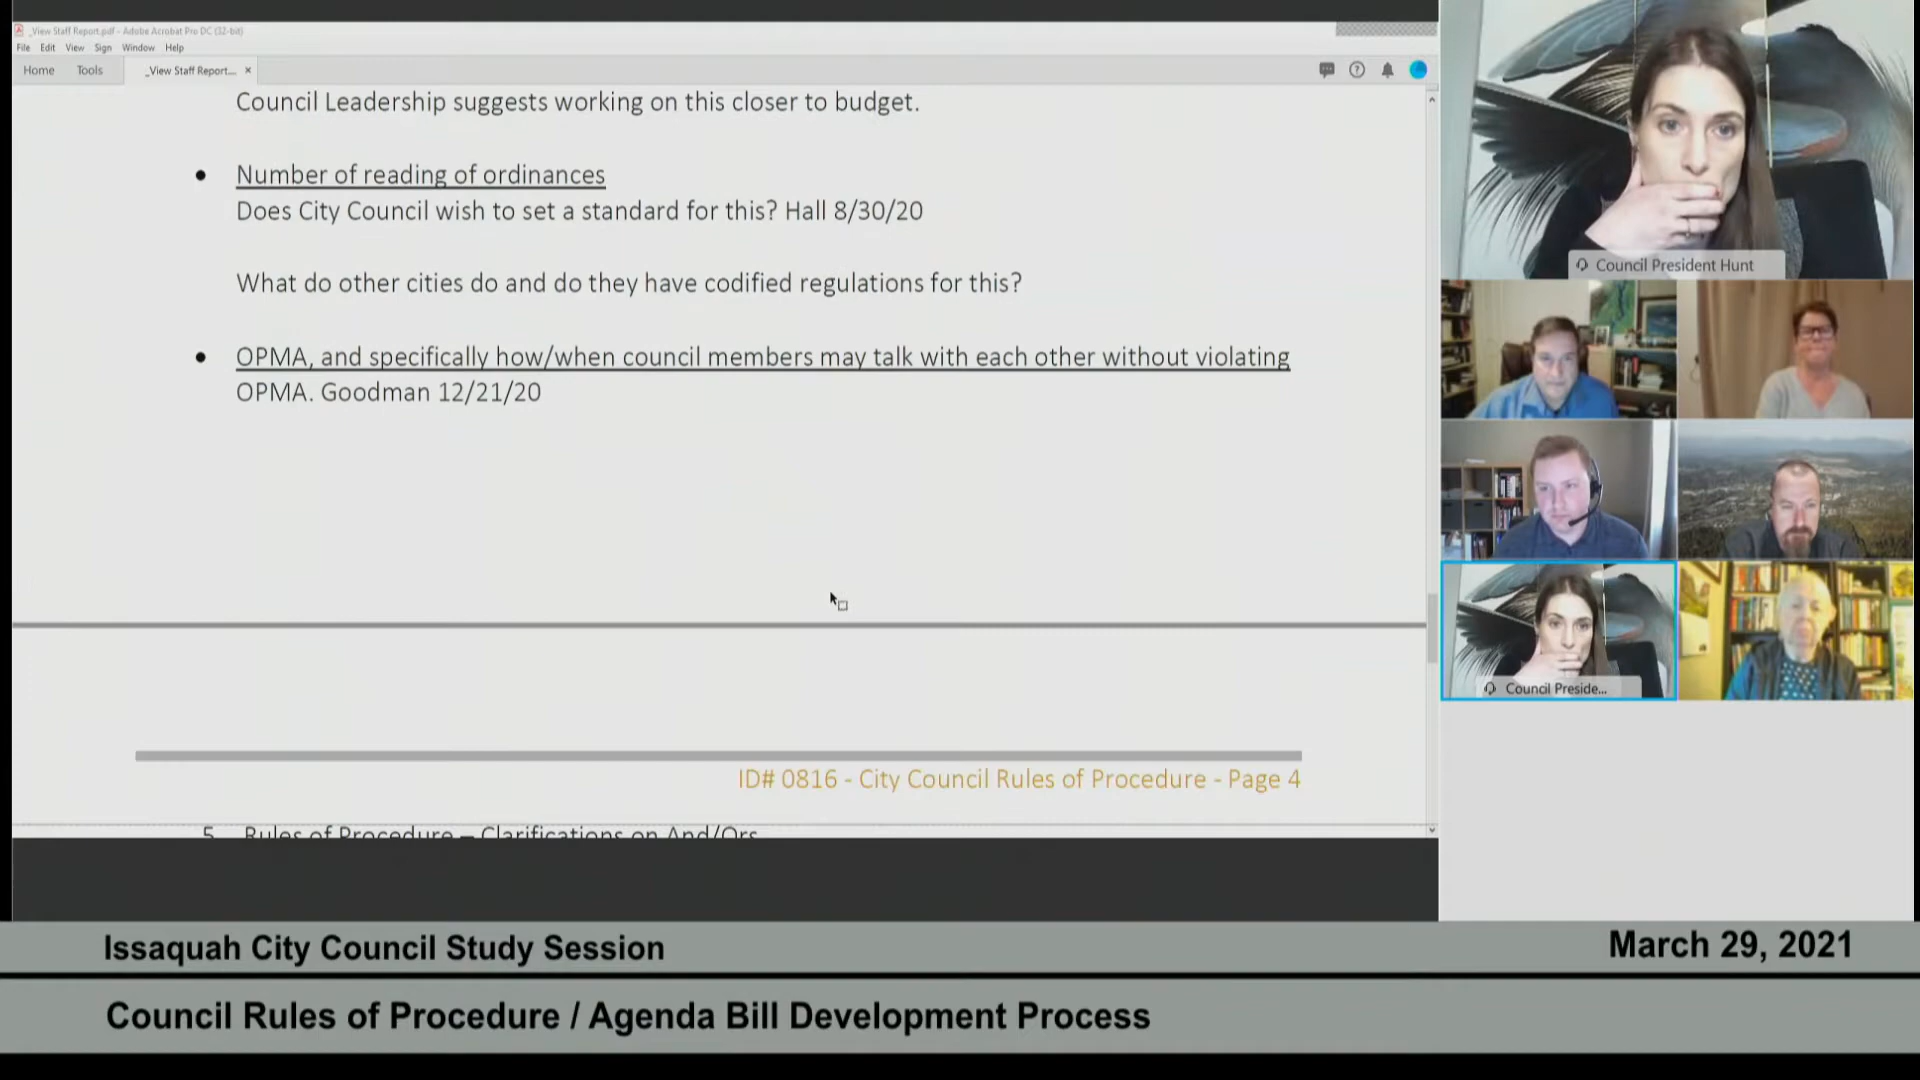 _View Staff Report.pdf - Adobe Acrobat Pro DC (32-bit)
File Edit View Sign Window Help
Home Tools _View Staff Report... ×
Council Leadership suggests working on this closer to budget.
• Number of reading of ordinances
Does City Council wish to set a standard for this? Hall 8/30/20
What do other cities do and do they have codified regulations for this?
• OPMA, and specifically how/when council members may talk with each other without violating
OPMA. Goodman 12/21/20
ID# 0816 - City Council Rules of Procedure - Page 4
5. Rules of Procedure – Clarifications on And/Ors
Council President Hunt
Council Preside...
Issaquah City Council Study Session
March 29, 2021
Council Rules of Procedure / Agenda Bill Development Process